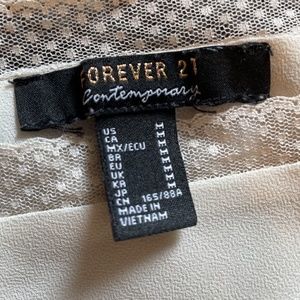 FOREVER 21
Contemporary
US M
CA M
MX/ECU M
BR M
EU M
UK M
KR M
JP M
CN 165/88A
MADE IN
VIETNAM